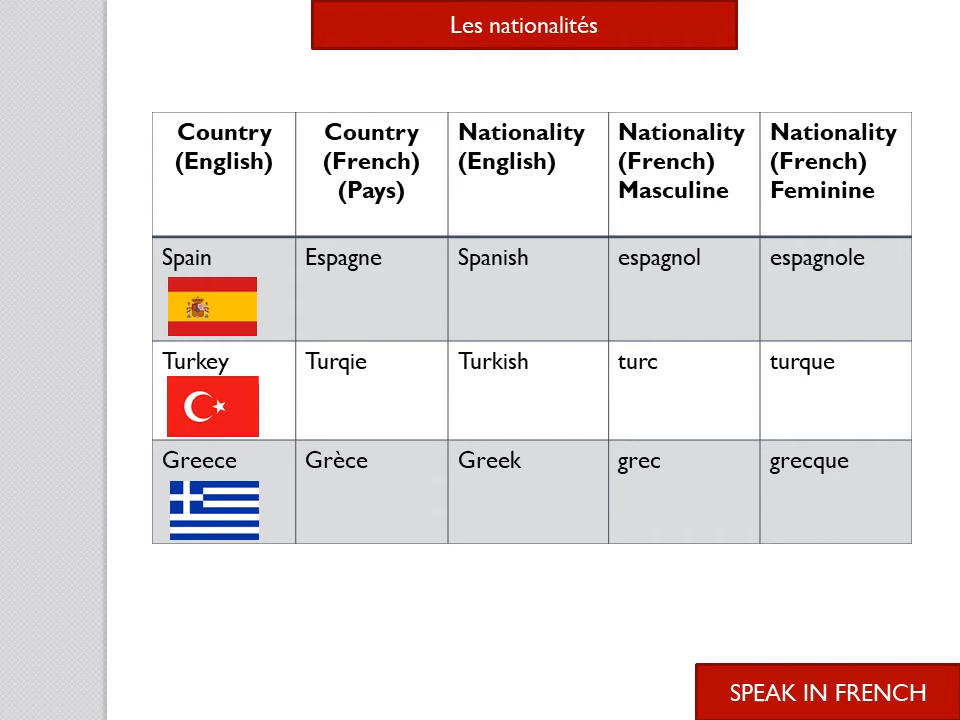 Les nationalités
Country (English)
Country (French) (Pays)
Nationality (English)
Nationality (French) Masculine
Nationality (French) Feminine
Spain
Espagne
Spanish
espagnol
espagnole
Turkey
Turqie
Turkish
turc
turque
Greece
Grèce
Greek
grec
grecque
SPEAK IN FRENCH